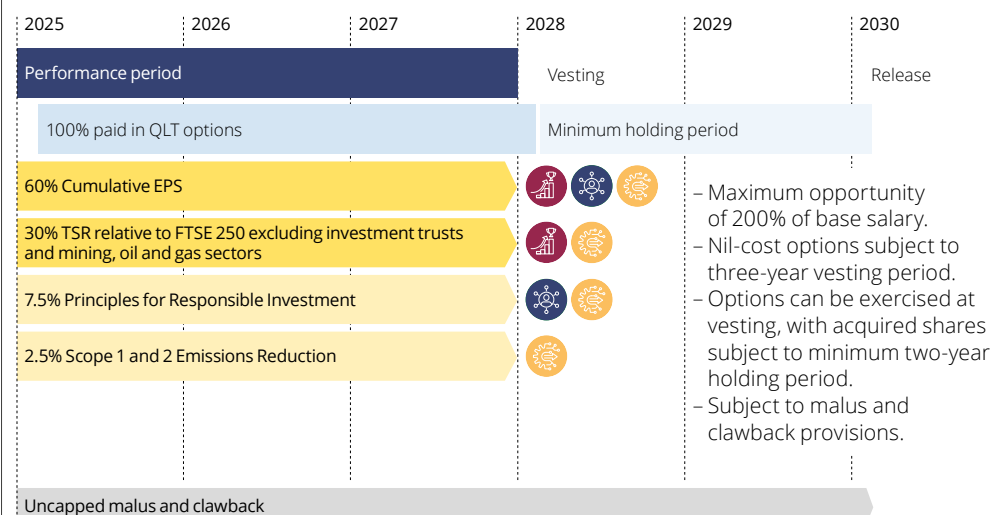 2025 2026 2027 2028 2029 2030
Performance period Vesting Release
100% paid in QLT options Minimum holding period
60% Cumulative EPS
30% TSR relative to FTSE 250 excluding investment trusts
and mining, oil and gas sectors
7.5% Principles for Responsible Investment
2.5% Scope 1 and 2 Emissions Reduction
– Maximum opportunity
of 200% of base salary.
– Nil-cost options subject to
three-year vesting period.
– Options can be exercised at
vesting, with acquired shares
subject to minimum two-year
holding period.
– Subject to malus and
clawback provisions.
Uncapped malus and clawback